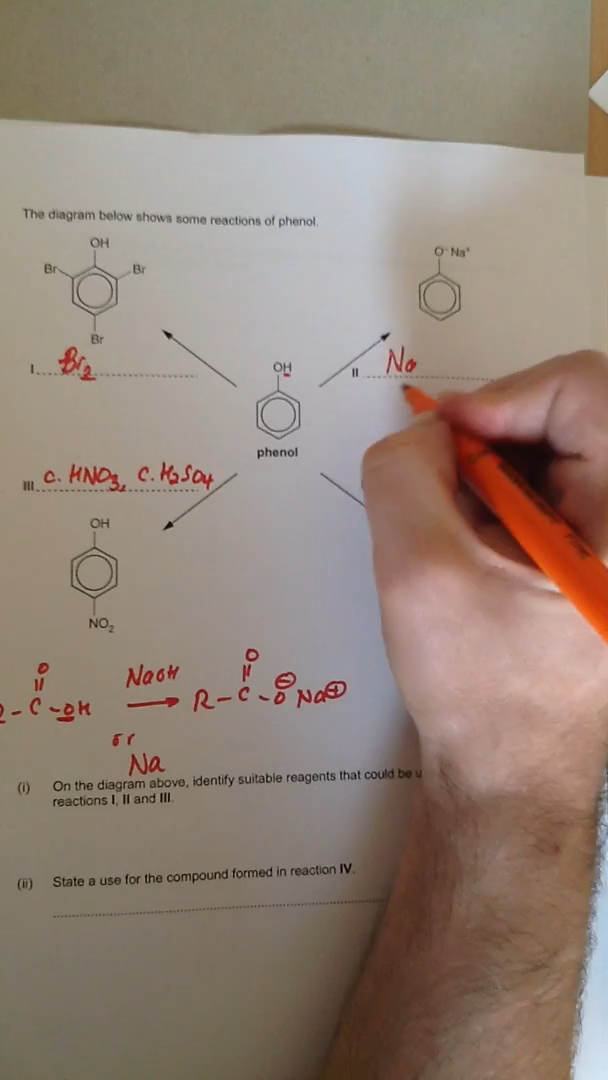 The diagram below shows some reactions of phenol.
OH
Br
Br
Br
O⁻ Na⁺
I. Br₂
OH
phenol
II Na
III. c. HNO₃, c. H₂SO₄
OH
NO₂
O
R-C-OH
NaOH
or
Na
O
R-C-O⊖ Na⊕
(i) On the diagram above, identify suitable reagents that could be
reactions I, II and III.
(ii) State a use for the compound formed in reaction IV.